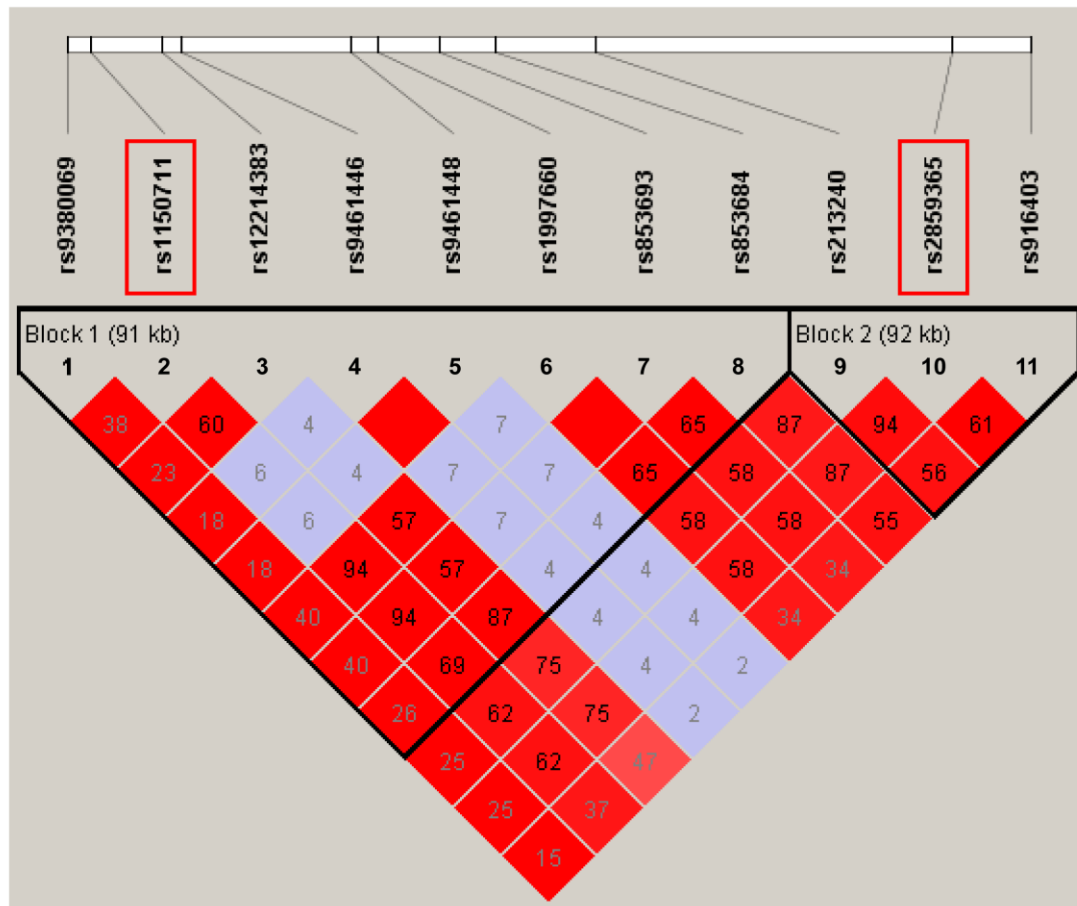 rs9380069
rs1150711
rs12214383
rs9461446
rs9461448
rs1997660
rs853693
rs853684
rs213240
rs2859365
rs916403
Block 1 (91 kb)
Block 2 (92 kb)
1 2 3 4 5 6 7 8 9 10 11
38 60 4 7 65 87 94 61
23 6 4 7 7 65 58 87 56
18 6 57 7 4 58 58 55
18 94 57 4 4 58 34
40 94 87 4 4 34
40 69 75 4 2
26 62 75 2
25 62 47
25 37
15